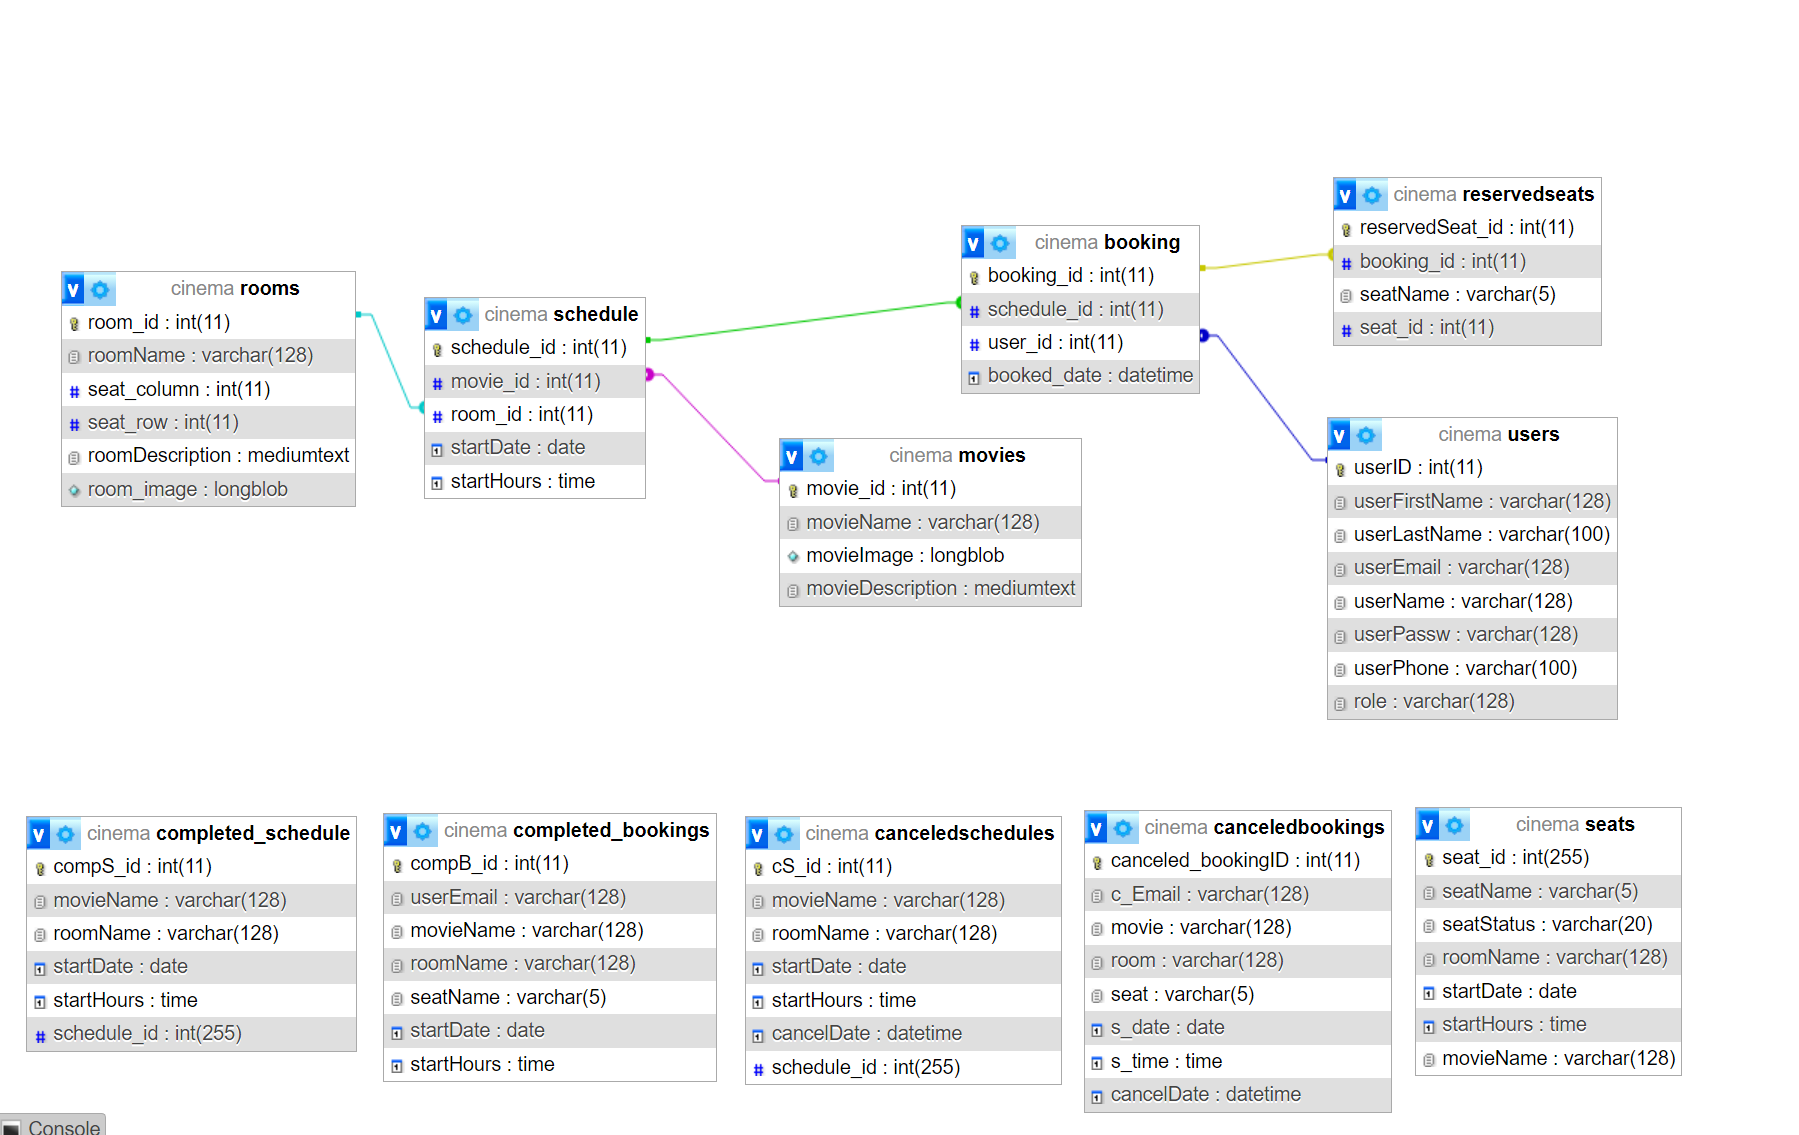 v cinema rooms
room_id : int(11)
roomName : varchar(128)
# seat_column : int(11)
# seat_row : int(11)
roomDescription : mediumtext
room_image : longblob
v cinema schedule
schedule_id : int(11)
# movie_id : int(11)
# room_id : int(11)
startDate : date
startHours : time
v cinema movies
movie_id : int(11)
movieName : varchar(128)
movieImage : longblob
movieDescription : mediumtext
v cinema booking
booking_id : int(11)
# schedule_id : int(11)
# user_id : int(11)
booked_date : datetime
v cinema reservedseats
reservedSeat_id : int(11)
# booking_id : int(11)
seatName : varchar(5)
# seat_id : int(11)
v cinema users
userID : int(11)
userFirstName : varchar(128)
userLastName : varchar(100)
userEmail : varchar(128)
userName : varchar(128)
userPassw : varchar(128)
userPhone : varchar(100)
role : varchar(128)
v cinema completed_schedule
compS_id : int(11)
movieName : varchar(128)
roomName : varchar(128)
startDate : date
startHours : time
# schedule_id : int(255)
v cinema completed_bookings
compB_id : int(11)
userEmail : varchar(128)
movieName : varchar(128)
roomName : varchar(128)
seatName : varchar(5)
startDate : date
startHours : time
v cinema canceledschedules
cS_id : int(11)
movieName : varchar(128)
roomName : varchar(128)
startDate : date
startHours : time
cancelDate : datetime
# schedule_id : int(255)
v cinema canceledbookings
canceled_bookingID : int(11)
c_Email : varchar(128)
movie : varchar(128)
room : varchar(128)
seat : varchar(5)
s_date : date
s_time : time
cancelDate : datetime
v cinema seats
seat_id : int(255)
seatName : varchar(5)
seatStatus : varchar(20)
roomName : varchar(128)
startDate : date
startHours : time
movieName : varchar(128)
Console